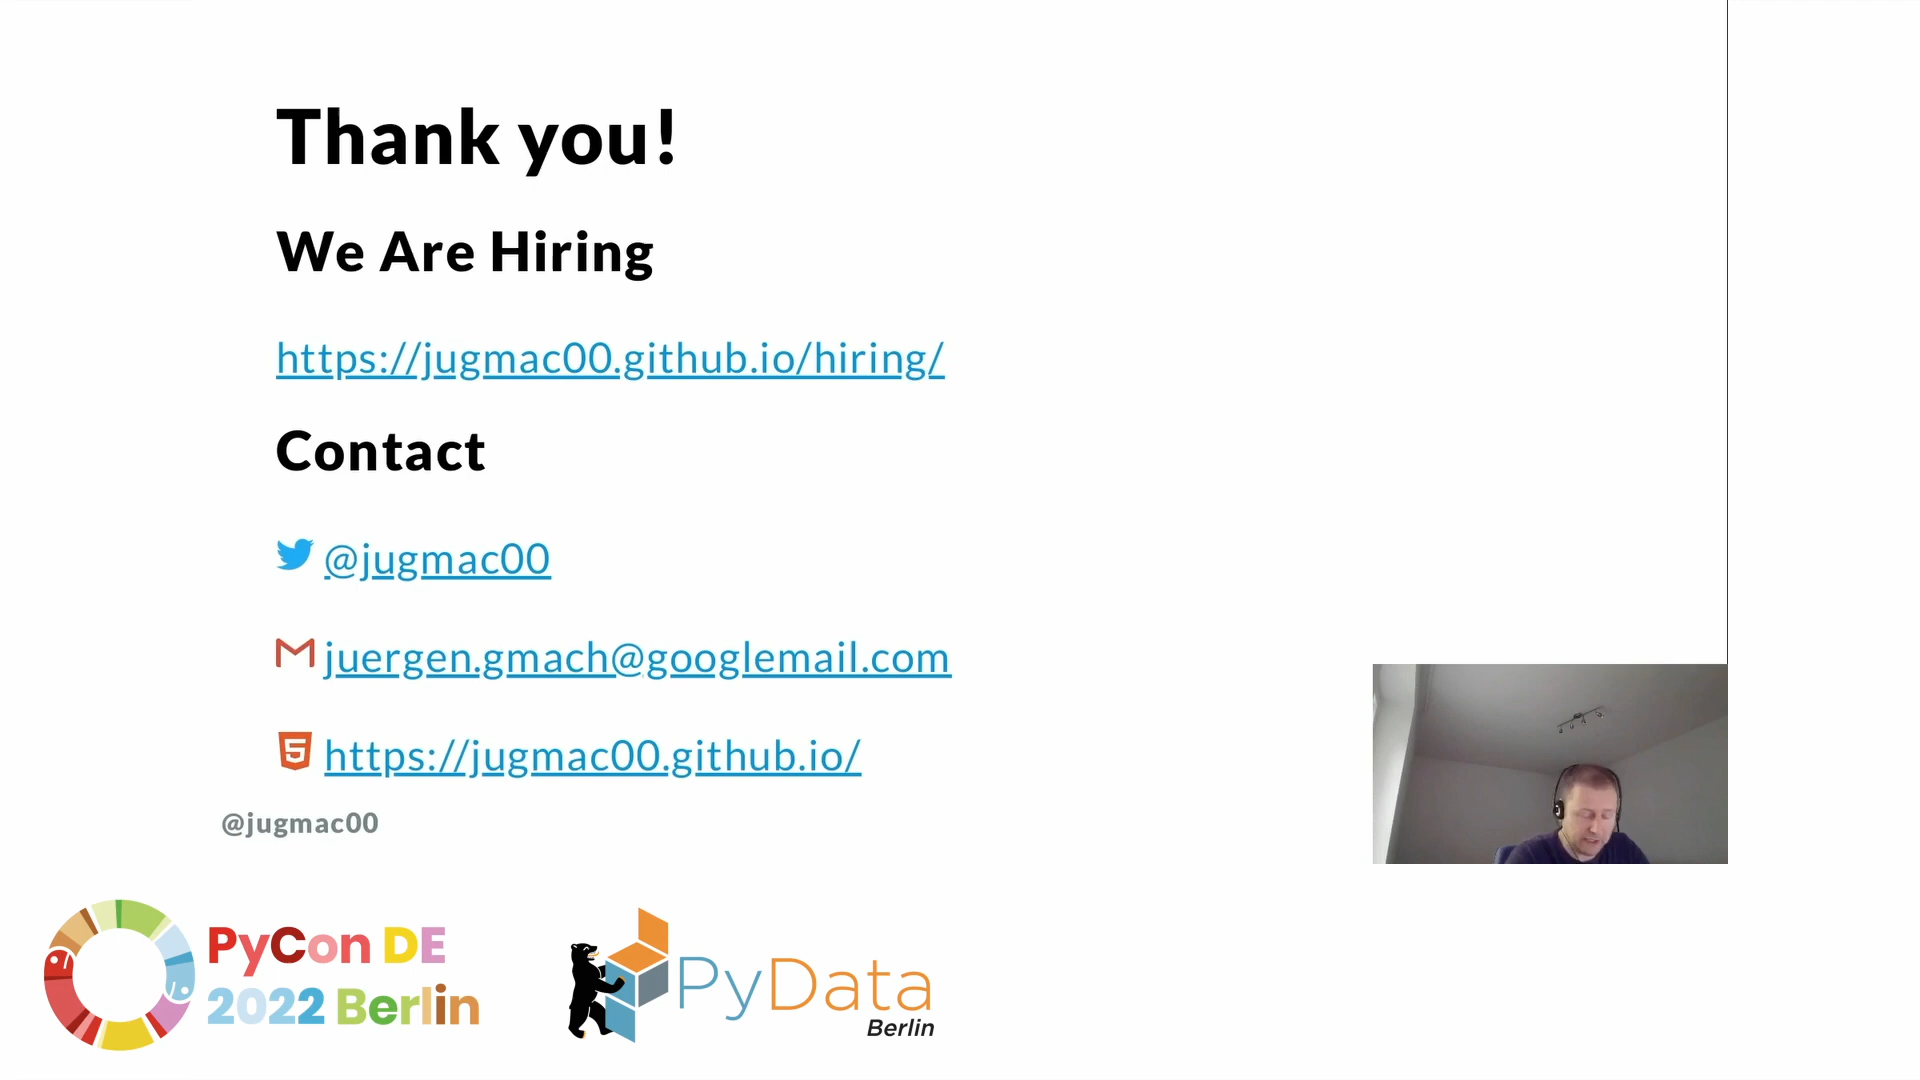 Thank you!
We Are Hiring
https://jugmac00.github.io/hiring/
Contact
@jugmac00
juergen.gmach@googlemail.com
https://jugmac00.github.io/
@jugmac00
PyCon DE
2022 Berlin
PyData
Berlin